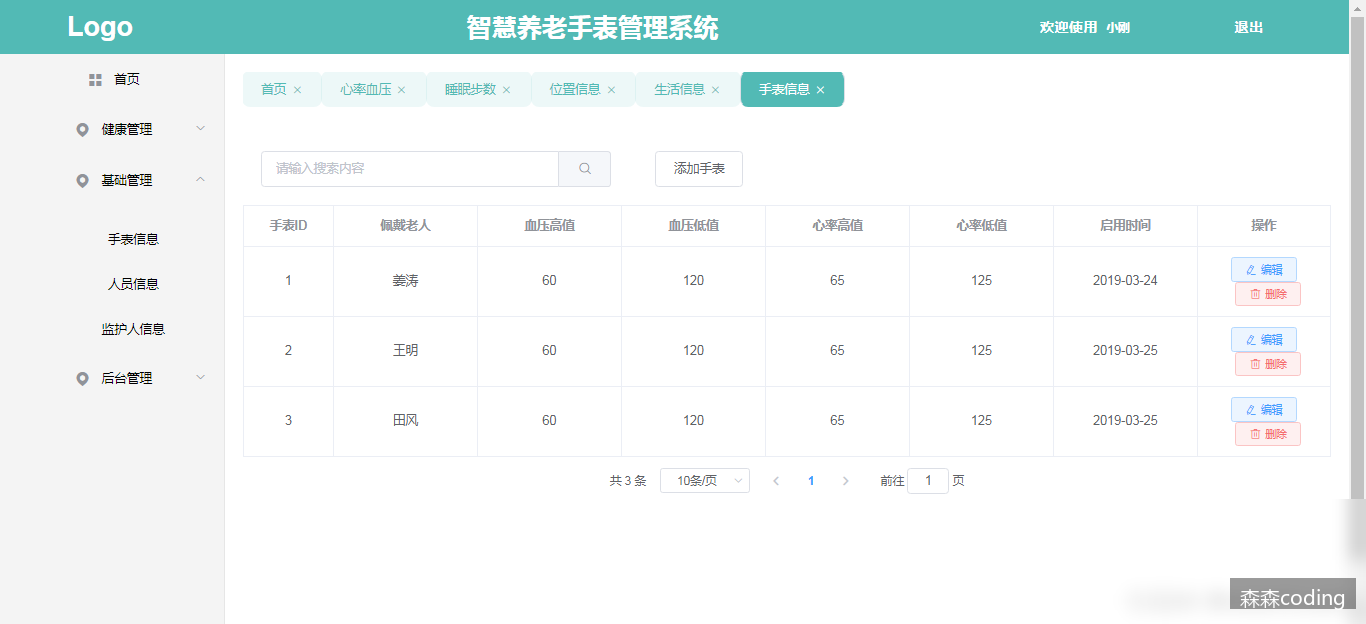 Logo 智慧养老手表管理系统 欢迎使用 小刚 退出
首页
健康管理
基础管理
手表信息
人员信息
监护人信息
后台管理
首页 × 心率血压 × 睡眠步数 × 位置信息 × 生活信息 × 手表信息 ×
请输入搜索内容 添加手表
手表ID 佩戴老人 血压高值 血压低值 心率高值 心率低值 启用时间 操作
1 姜涛 60 120 65 125 2019-03-24 编辑 删除
2 王明 60 120 65 125 2019-03-25 编辑 删除
3 田风 60 120 65 125 2019-03-25 编辑 删除
共 3 条 10条/页 1 前往 1 页
森森coding